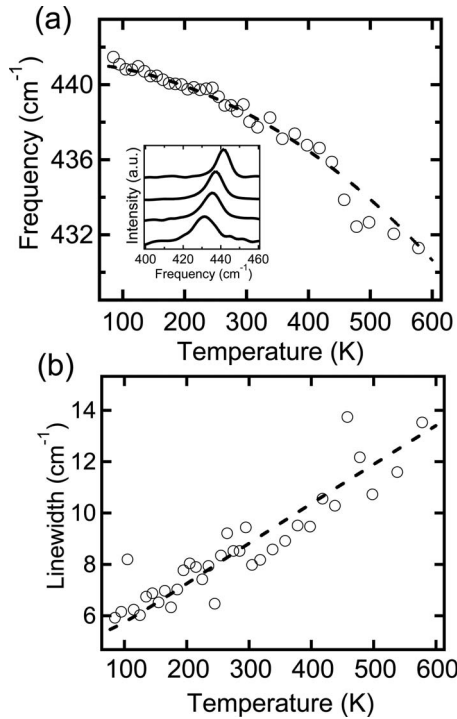 (a)
440
436
432
Frequency (cm-1)
Intensity (a.u.)
400 420 440 460
Frequency (cm-1)
100 200 300 400 500 600
Temperature (K)
(b)
14
12
10
8
6
Linewidth (cm-1)
100 200 300 400 500 600
Temperature (K)